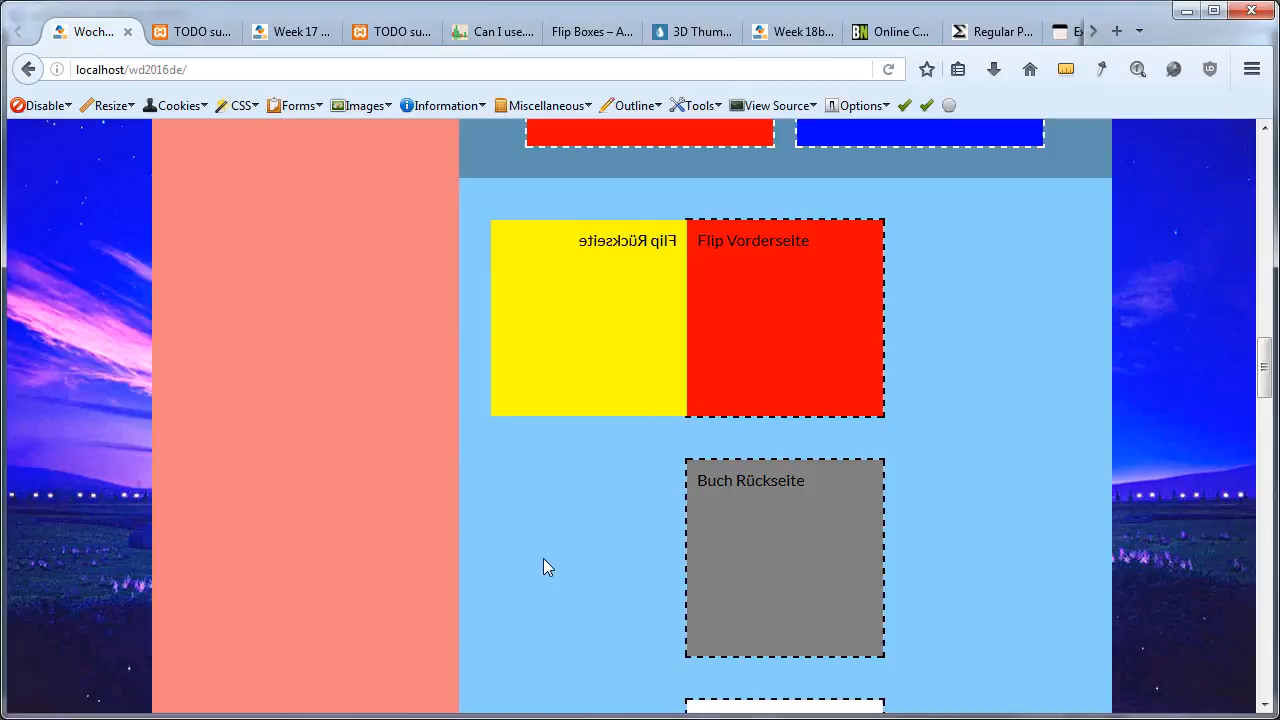 Woch... TODO su... Week 17 ... TODO su... Can I use.... Flip Boxes – A... 3D Thum... Week 18b... Online C... Regular P... Ex
localhost/wd2016de/
Disable Resize Cookies CSS Forms Images Information Miscellaneous Outline Tools View Source Options
Flip Rückseite Flip Vorderseite
Buch Rückseite